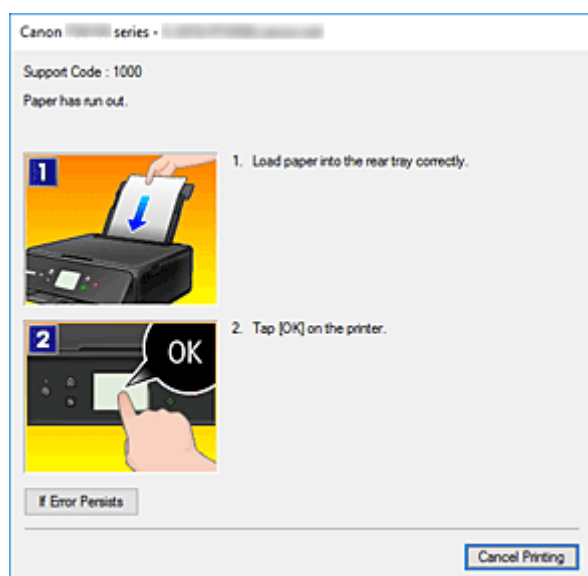 Canon series -
Support Code : 1000
Paper has run out.
1
1. Load paper into the rear tray correctly.
2
OK
2. Tap [OK] on the printer.
If Error Persists
Cancel Printing